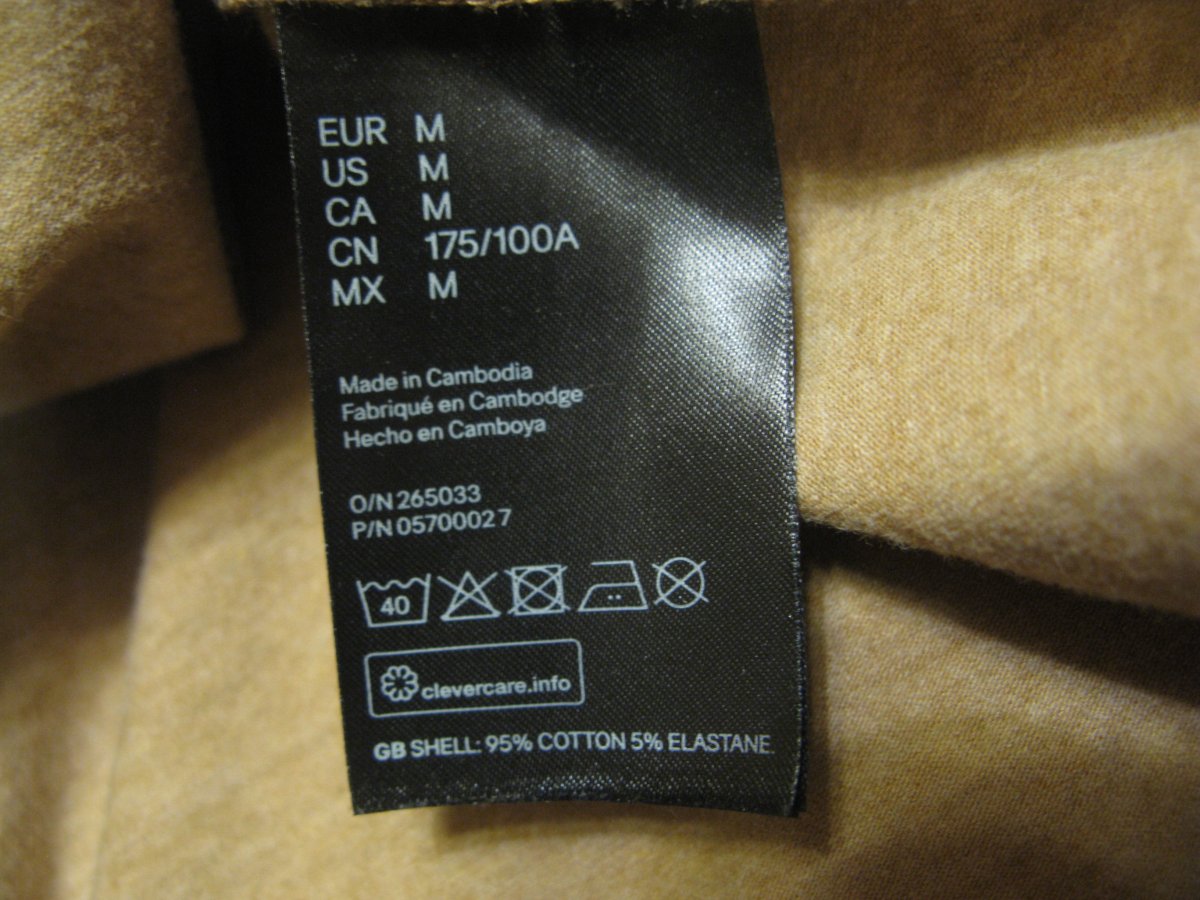 EUR M
US M
CA M
CN 175/100A
MX M
Made in Cambodia
Fabriqué en Cambodge
Hecho en Camboya
O/N 265033
P/N 05700027
40
clevercare.info
GB SHELL: 95% COTTON 5% ELASTANE.